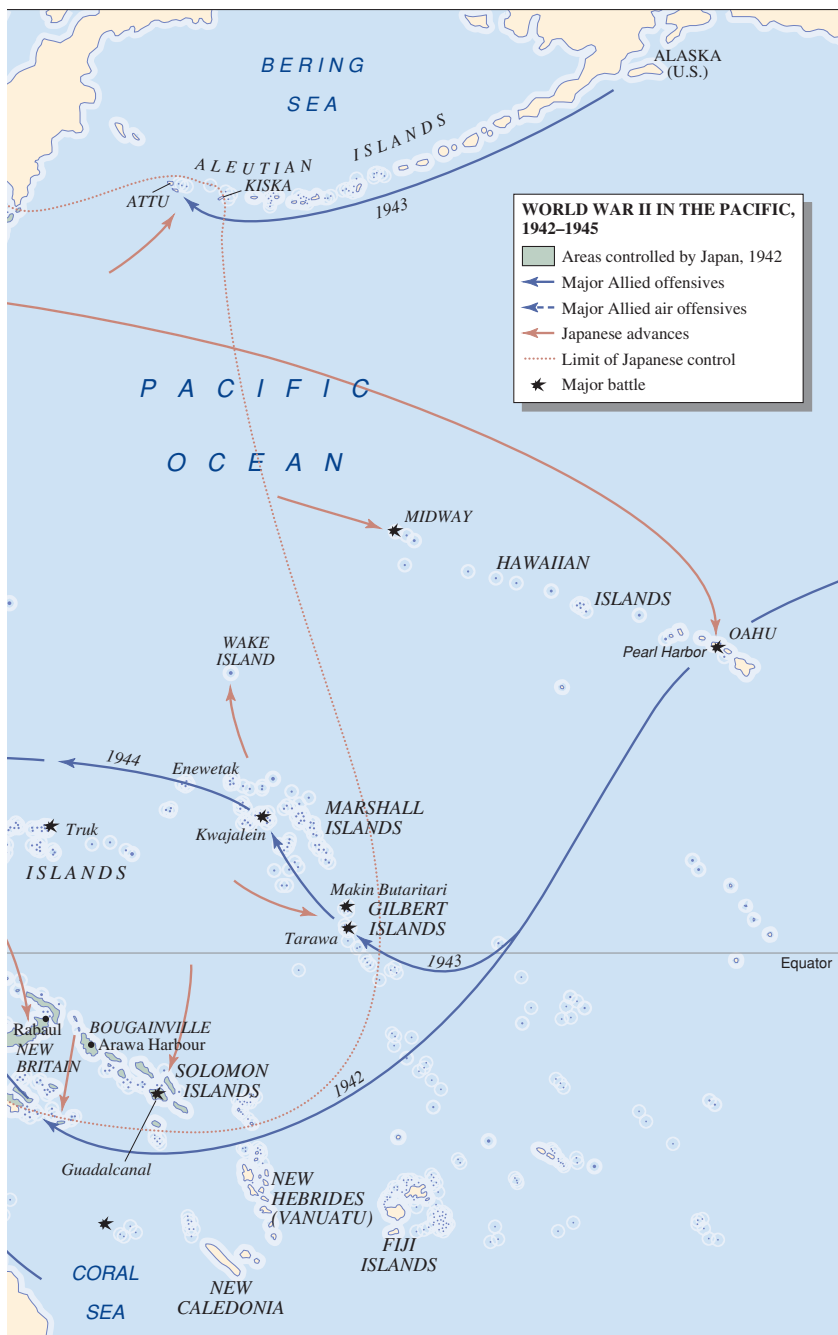 BERING
SEA
ALASKA
(U.S.)
ALEUTIAN
ISLANDS
ATTU
KISKA
1943
WORLD WAR II IN THE PACIFIC,
1942–1945
Areas controlled by Japan, 1942
Major Allied offensives
Major Allied air offensives
Japanese advances
Limit of Japanese control
Major battle
PACIFIC
OCEAN
MIDWAY
HAWAIIAN
ISLANDS
OAHU
Pearl Harbor
WAKE
ISLAND
1944
Enewetak
MARSHALL
ISLANDS
Kwajalein
Truk
ISLANDS
Makin Butaritari
GILBERT
ISLANDS
Tarawa
1943
Equator
Rabaul
BOUGAINVILLE
Arawa Harbour
NEW
BRITAIN
SOLOMON
ISLANDS
1942
Guadalcanal
NEW
HEBRIDES
(VANUATU)
FIJI
ISLANDS
CORAL
SEA
NEW
CALEDONIA